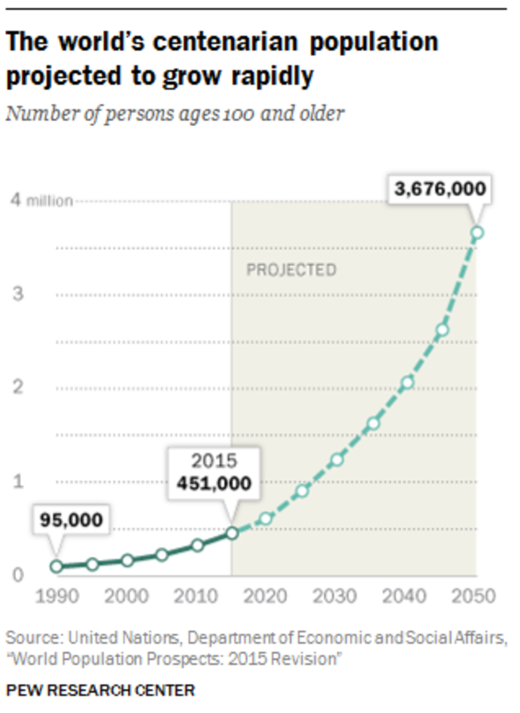 The world's centenarian population
projected to grow rapidly
Number of persons ages 100 and older
3,676,000
4 million
PROJECTED
3
2
2015
451,000
1
95,000
0
1990 2000 2010 2020 2030 2040 2050
Source: United Nations, Department of Economic and Social Affairs,
"World Population Prospects: 2015 Revision"
PEW RESEARCH CENTER